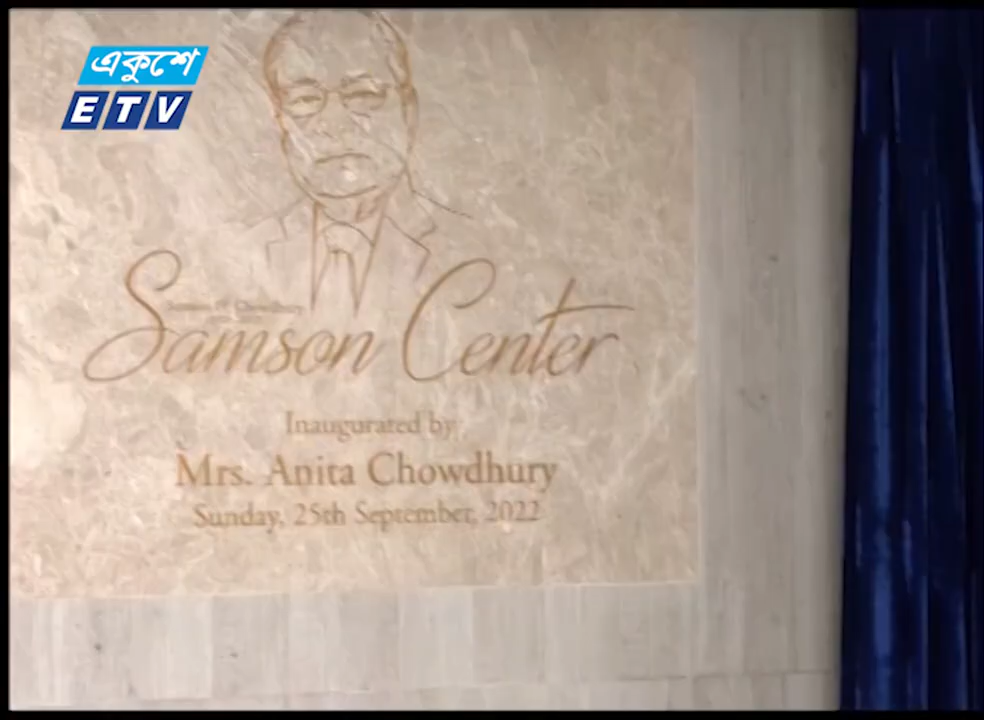 একুশে
ETV
Samson Center
Inaugurated by
Mrs. Anita Chowdhury
Sunday, 25th September, 2022